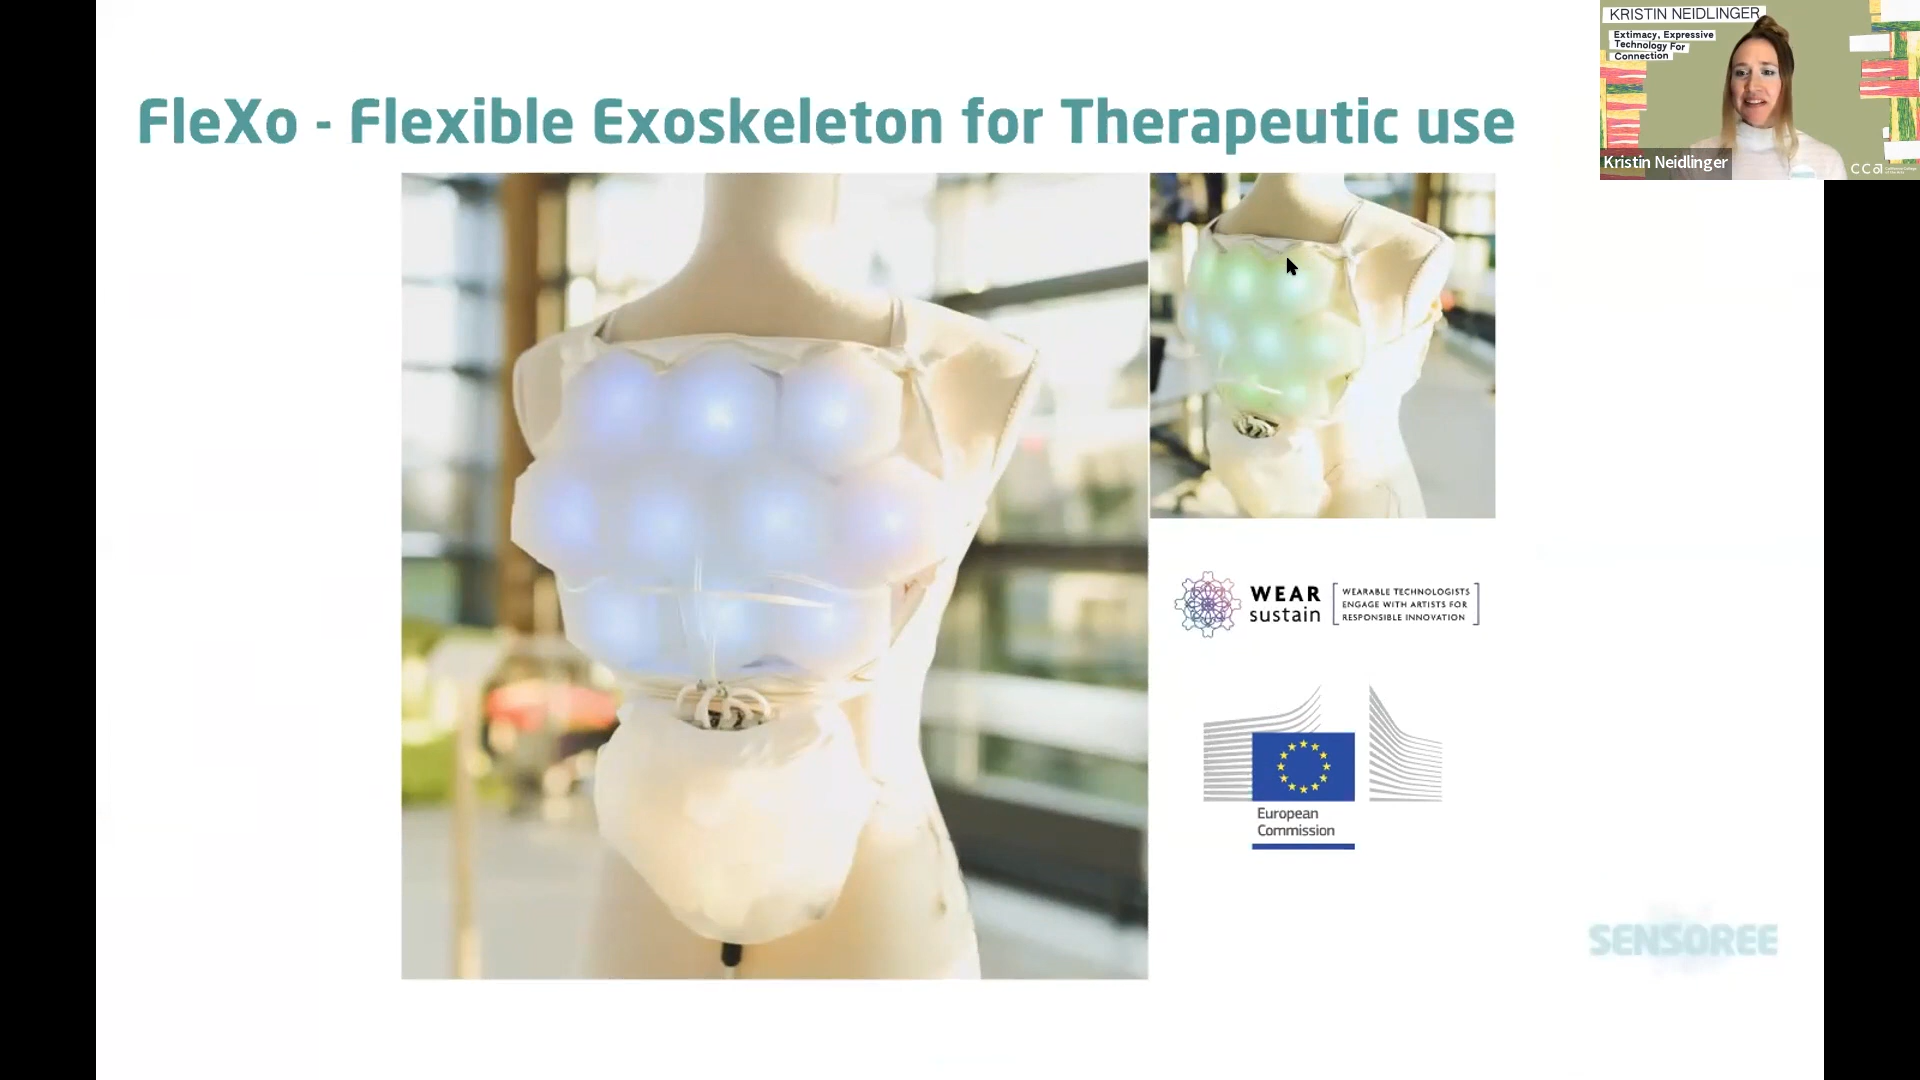 FleXo - Flexible Exoskeleton for Therapeutic use
KRISTIN NEIDLINGER
Extimacy, Expressive
Technology For
Connection
Kristin Neidlinger
CCA
WEAR
sustain
WEARABLE TECHNOLOGISTS
ENGAGE WITH ARTISTS FOR
RESPONSIBLE INNOVATION
European
Commission
SENSOREE